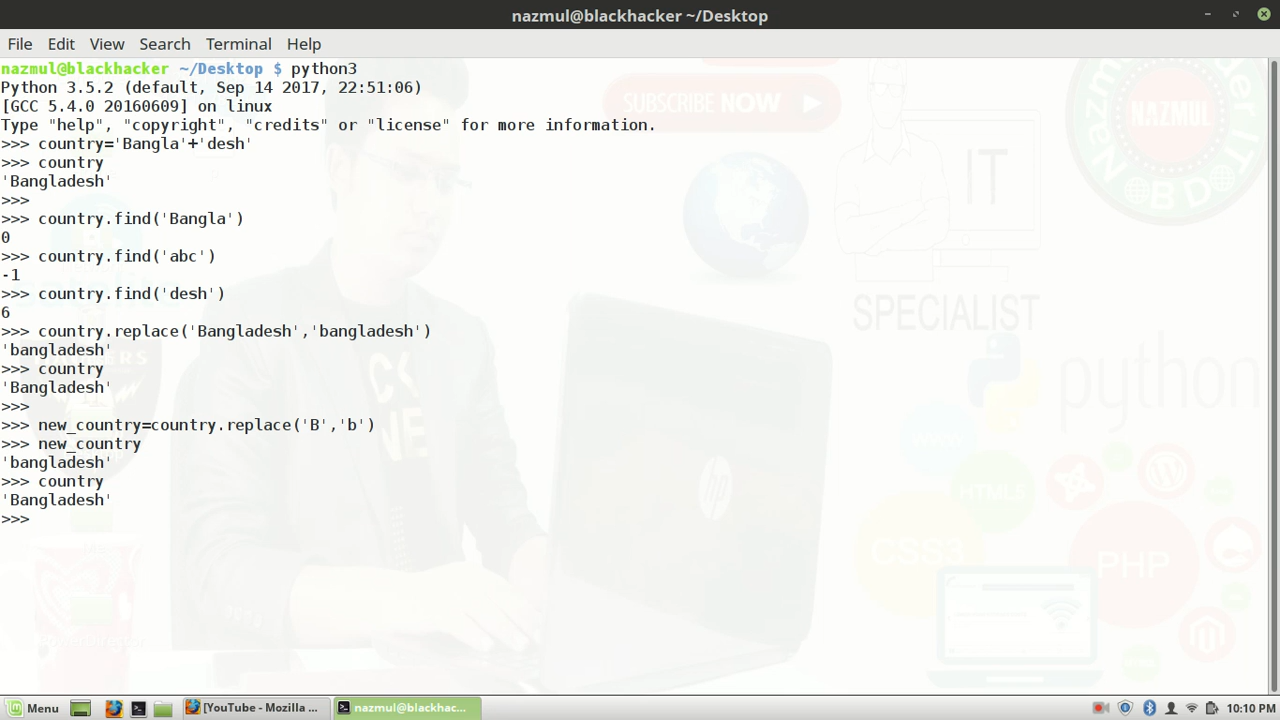 nazmul@blackhacker ~/Desktop
File Edit View Search Terminal Help
nazmul@blackhacker ~/Desktop $ python3
Python 3.5.2 (default, Sep 14 2017, 22:51:06)
[GCC 5.4.0 20160609] on linux
Type "help", "copyright", "credits" or "license" for more information.
>>> country='Bangla'+'desh'
>>> country
'Bangladesh'
>>>
>>> country.find('Bangla')
0
>>> country.find('abc')
-1
>>> country.find('desh')
6
>>> country.replace('Bangladesh','bangladesh')
'bangladesh'
>>> country
'Bangladesh'
>>>
>>> new_country=country.replace('B','b')
>>> new_country
'bangladesh'
>>> country
'Bangladesh'
>>>
SUBSCRIBE NOW
NAZMUL
IT
SPECIALIST
python
HTML5
CSS3
PHP
Menu
[YouTube - Mozilla ...
nazmul@blackhac...
10:10 PM